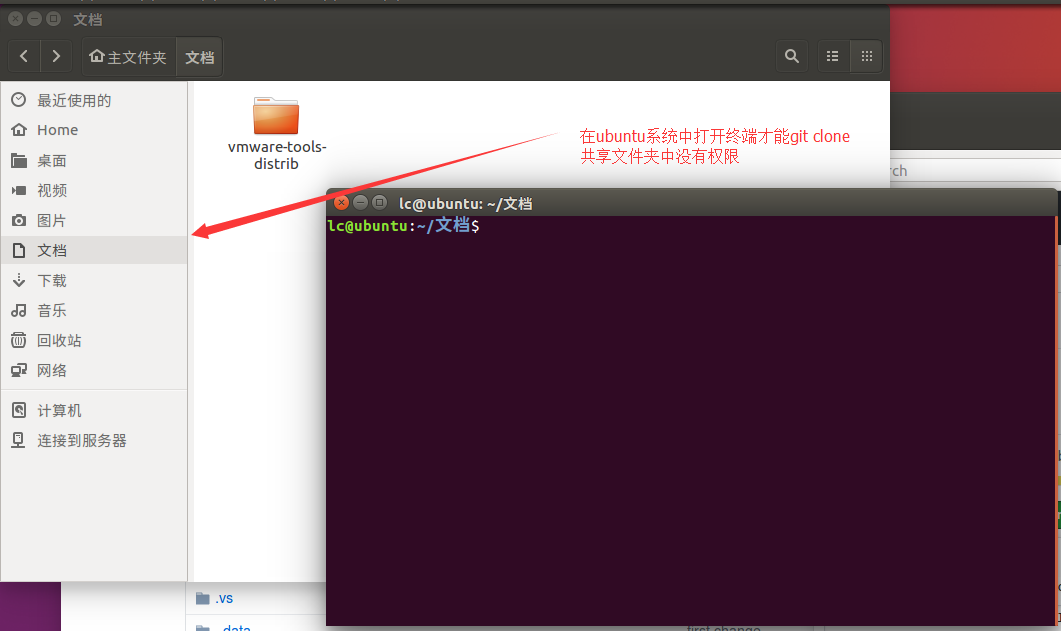 文档
主文件夹
文档
最近使用的
Home
桌面
视频
图片
文档
下载
音乐
回收站
网络
计算机
连接到服务器
vmware-tools-
distrib
在ubuntu系统中打开终端才能git clone
共享文件夹中没有权限
rch
lc@ubuntu: ~/文档
lc@ubuntu:~/文档$
.vs
data
first change